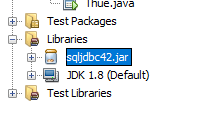 Thue.java
Test Packages
Libraries
sqljdbc42.jar
JDK 1.8 (Default)
Test Libraries